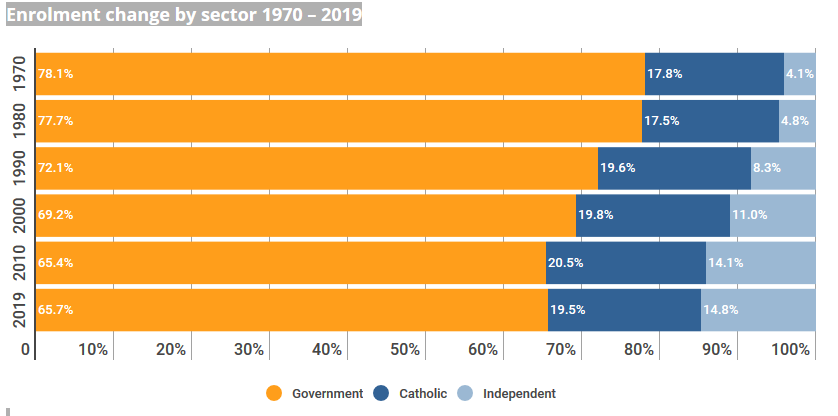 Enrolment change by sector 1970 – 2019
1970 78.1% 17.8% 4.1%
1980 77.7% 17.5% 4.8%
1990 72.1% 19.6% 8.3%
2000 69.2% 19.8% 11.0%
2010 65.4% 20.5% 14.1%
2019 65.7% 19.5% 14.8%
0 10% 20% 30% 40% 50% 60% 70% 80% 90% 100%
Government Catholic Independent